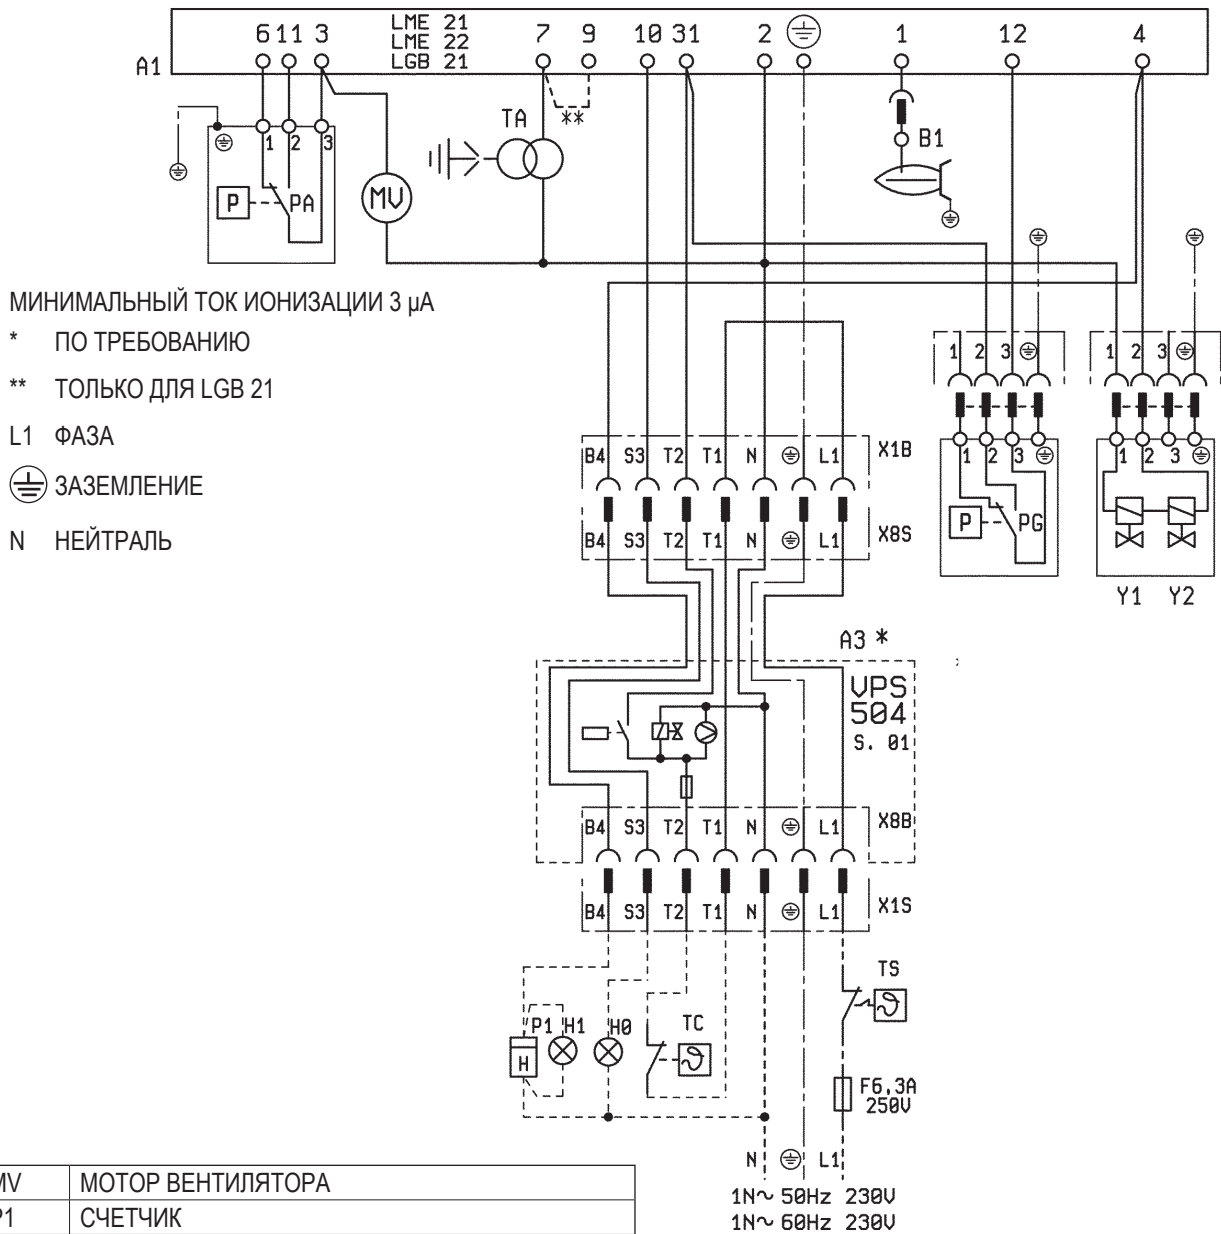 LME 21
LME 22
LGB 21
6 11 3 7 9 10 31 2 1 12 4
A1
TA
**
B1
1 2 3
P PA
MV
МИНИМАЛЬНЫЙ ТОК ИОНИЗАЦИИ 3 µA
* ПО ТРЕБОВАНИЮ
** ТОЛЬКО ДЛЯ LGB 21
L1 ФАЗА
ЗАЗЕМЛЕНИЕ
N НЕЙТРАЛЬ
1 2 3
1 2 3
1 2 3
1 2 3
P PG
Y1 Y2
B4 S3 T2 T1 N L1 X1B
B4 S3 T2 T1 N L1 X8S
A3 *
VPS
504
S. 01
B4 S3 T2 T1 N L1 X8B
B4 S3 T2 T1 N L1 X1S
TS
P1 H1 H0 TC
H
F6,3A
250V
N L1
1N~ 50Hz 230V
1N~ 60Hz 230V
MV МОТОР ВЕНТИЛЯТОРА
P1 СЧЕТЧИК